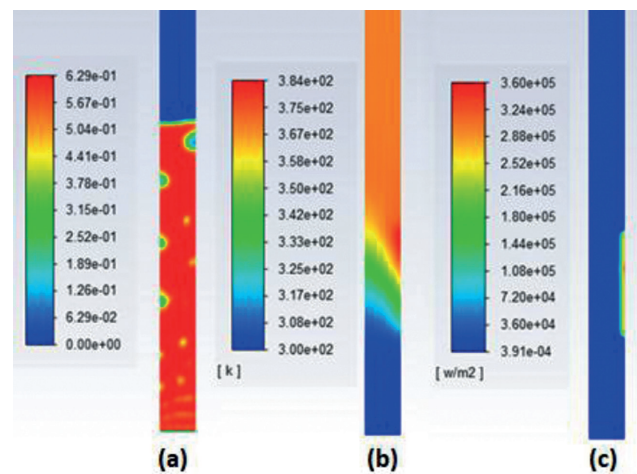 6.29e-01
5.67e-01
5.04e-01
4.41e-01
3.78e-01
3.15e-01
2.52e-01
1.89e-01
1.26e-01
6.29e-02
0.00e+00
(a)
3.84e+02
3.75e+02
3.67e+02
3.59e+02
3.50e+02
3.42e+02
3.33e+02
3.25e+02
3.17e+02
3.08e+02
3.00e+02
[ k ]
(b)
3.60e+05
3.24e+05
2.88e+05
2.52e+05
2.16e+05
1.80e+05
1.44e+05
1.08e+05
7.20e+04
3.60e+04
3.91e-04
[ w/m2 ]
(c)